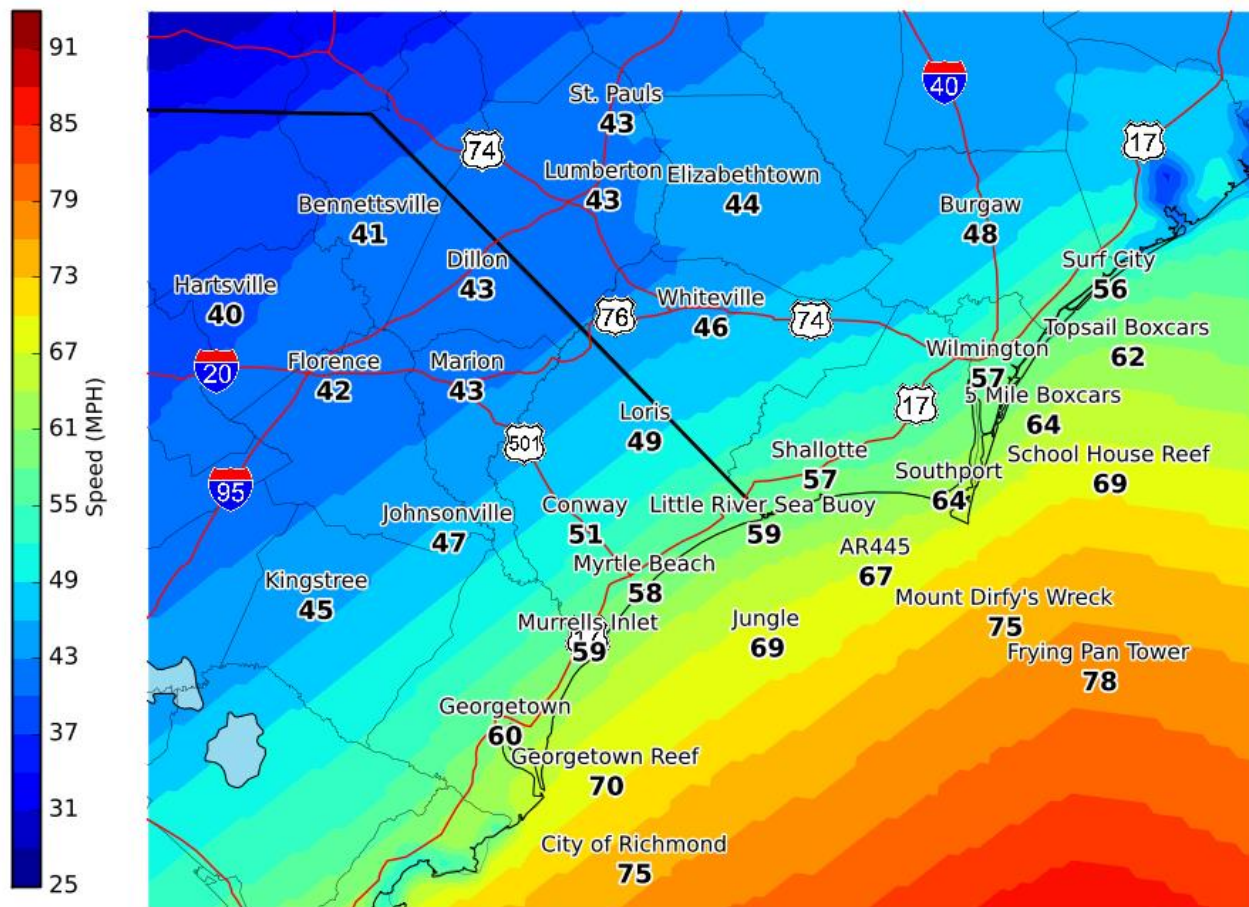 91
85
79
73
67
61
55
49
43
37
31
25
Speed (MPH)
St. Pauls
43
40
74
17
Lumberton
43
Elizabethtown
44
Bennettsville
41
Burgaw
48
Dillon
43
Surf City
56
Hartsville
40
Whiteville
46
76
74
Topsail Boxcars
62
Florence
42
Marion
43
20
Wilmington
57
5 Mile Boxcars
64
17
Loris
49
501
Shallotte
57
School House Reef
69
Southport
64
95
Johnsonville
47
Conway
51
Little River Sea Buoy
59
AR445
67
Myrtle Beach
58
Kingstree
45
Mount Dirfy's Wreck
75
Murrells Inlet
17
59
Jungle
69
Frying Pan Tower
78
Georgetown
60
Georgetown Reef
70
City of Richmond
75